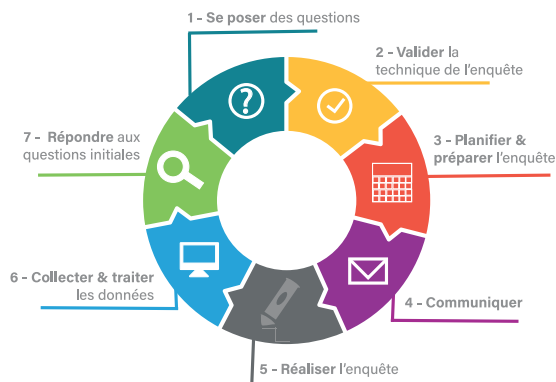 1 - Se poser des questions
2 - Valider la
technique de l'enquête
3 - Planifier &
préparer l'enquête
4 - Communiquer
5 - Réaliser l'enquête
6 - Collecter & traiter
les données
7 - Répondre aux
questions initiales